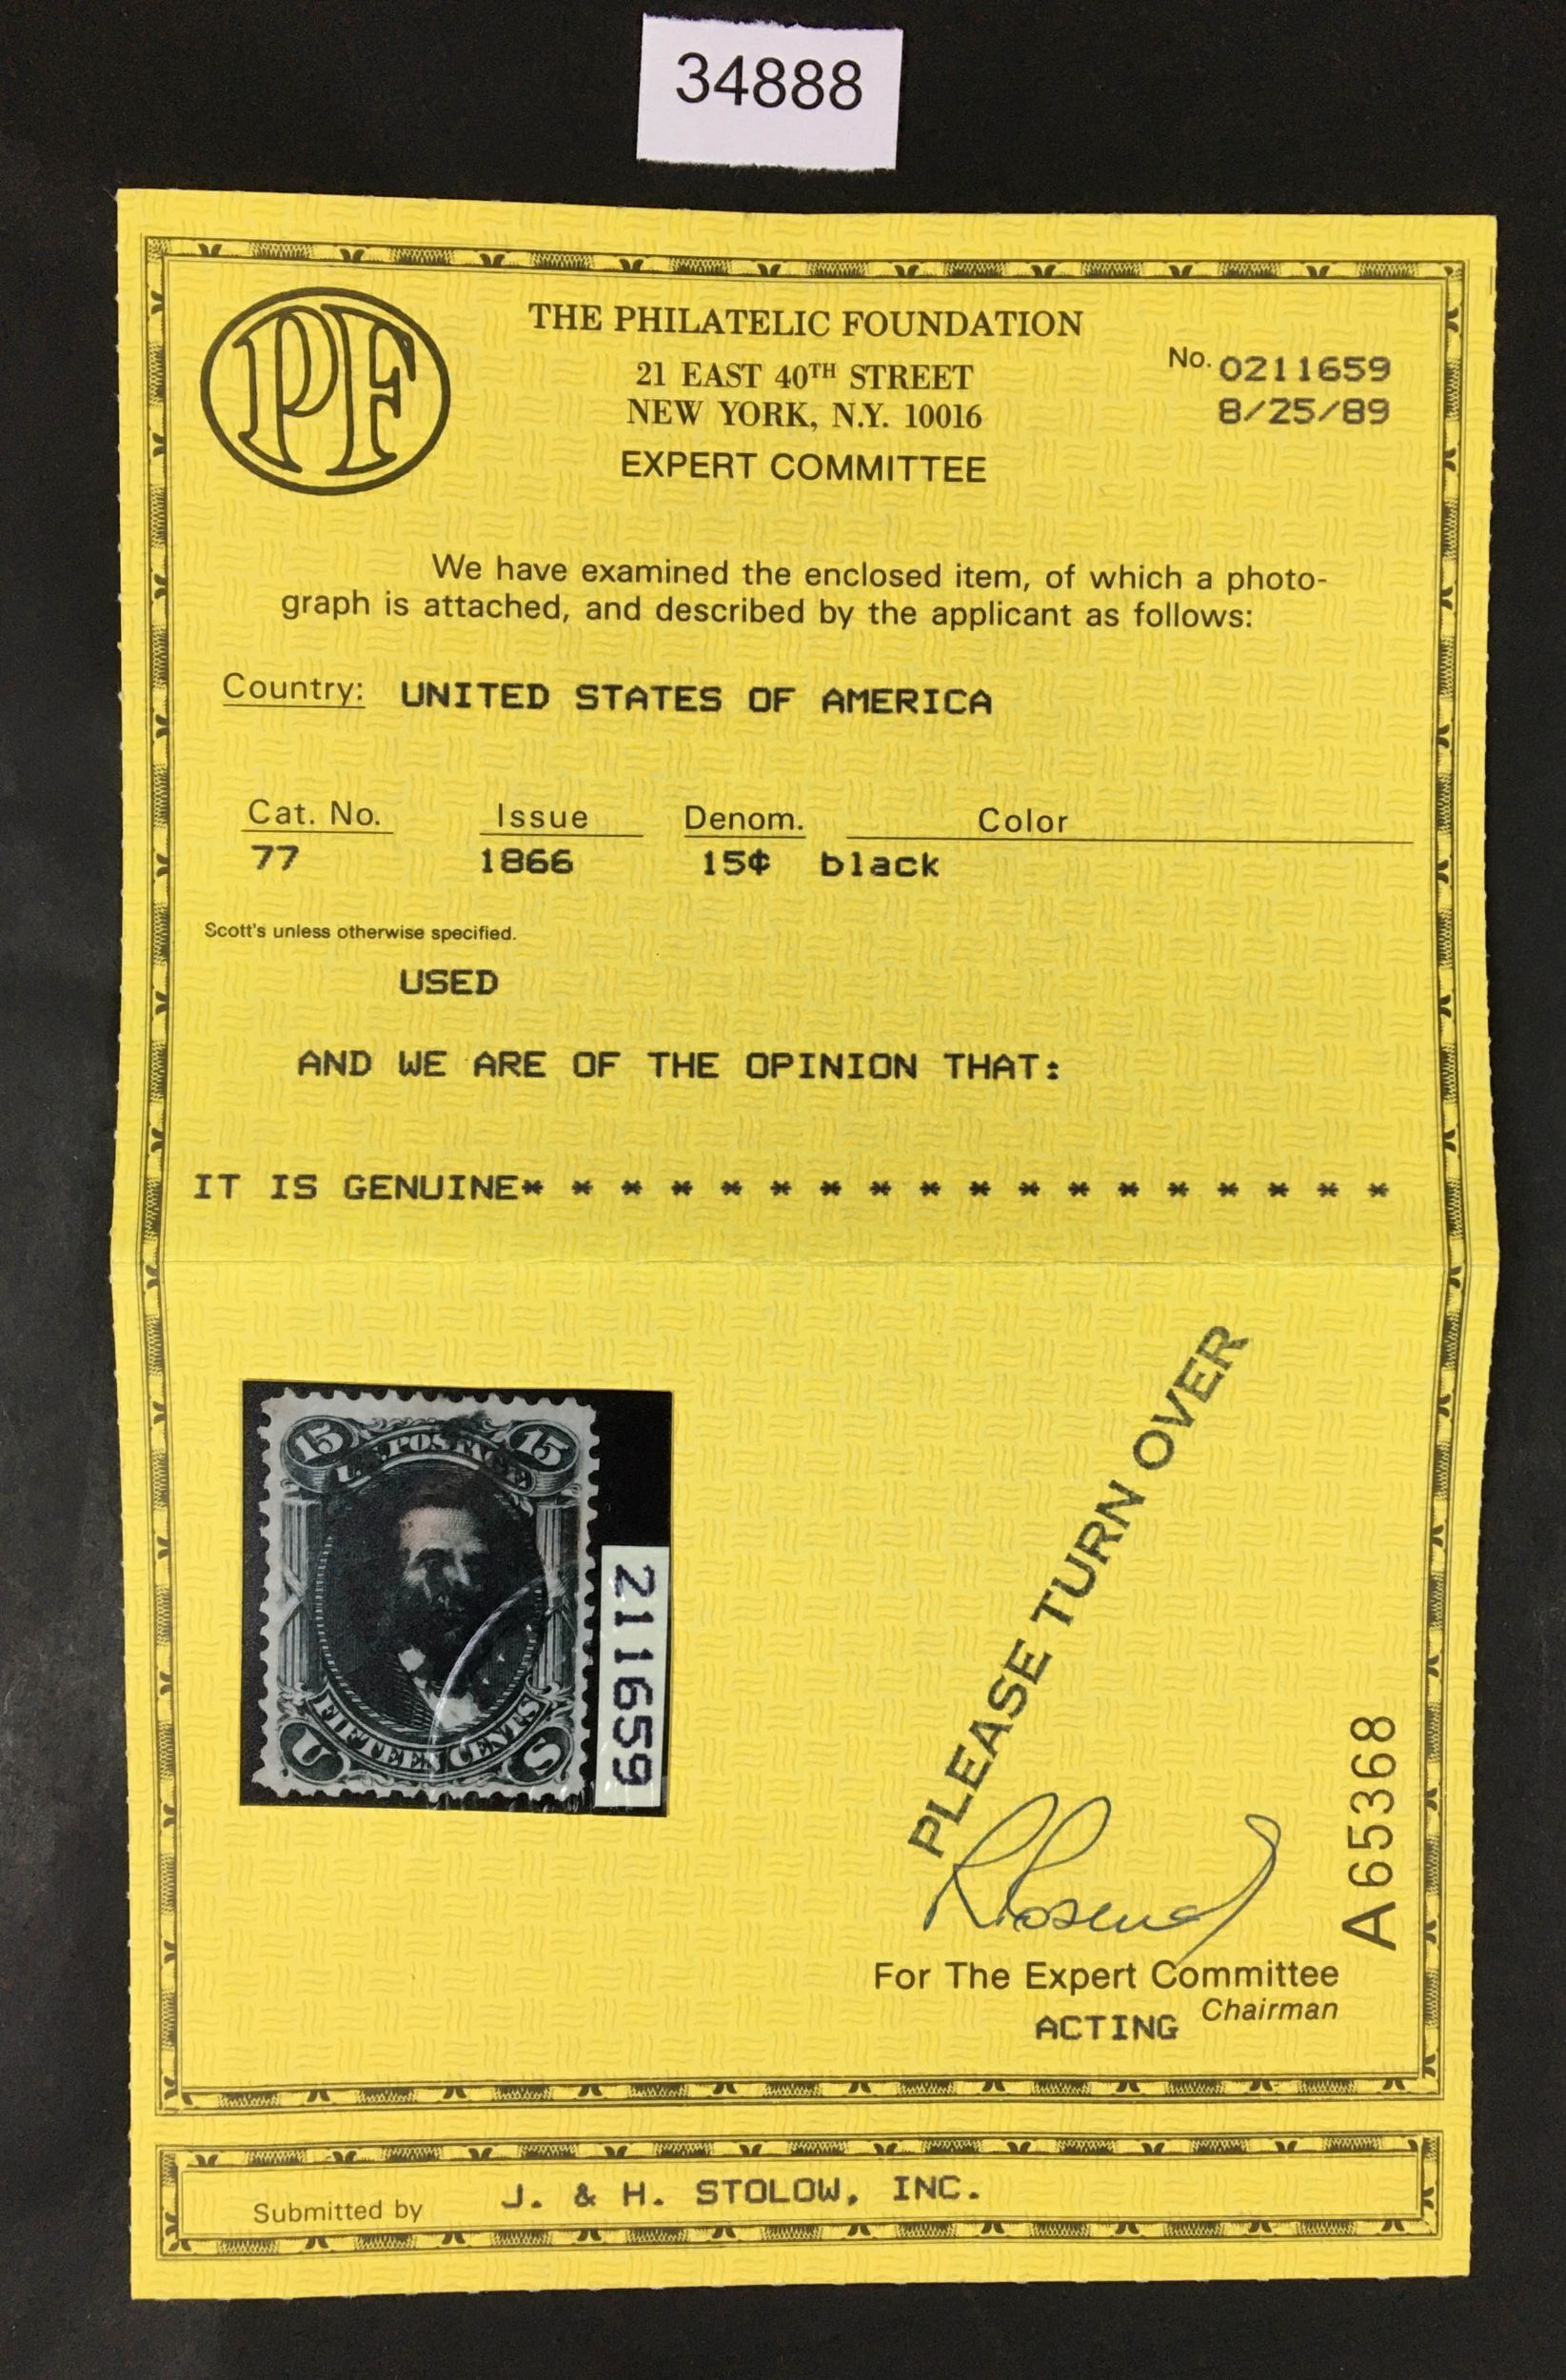 34888
PF
THE PHILATELIC FOUNDATION
21 EAST 40TH STREET
NEW YORK, N.Y. 10016
EXPERT COMMITTEE
No. 0211659
8/25/89
We have examined the enclosed item, of which a photo-
graph is attached, and described by the applicant as follows:
Country: UNITED STATES OF AMERICA
Cat. No. Issue Denom. Color
77 1866 15¢ black
Scott's unless otherwise specified.
USED
AND WE ARE OF THE OPINION THAT:
IT IS GENUINE* * * * * * * * * * * * * * * * * *
15 15
U.S. POSTAGE
FIFTEEN CENTS
U S
211659
PLEASE TURN OVER
A65368
For The Expert Committee
ACTING Chairman
Submitted by J. & H. STOLOW, INC.